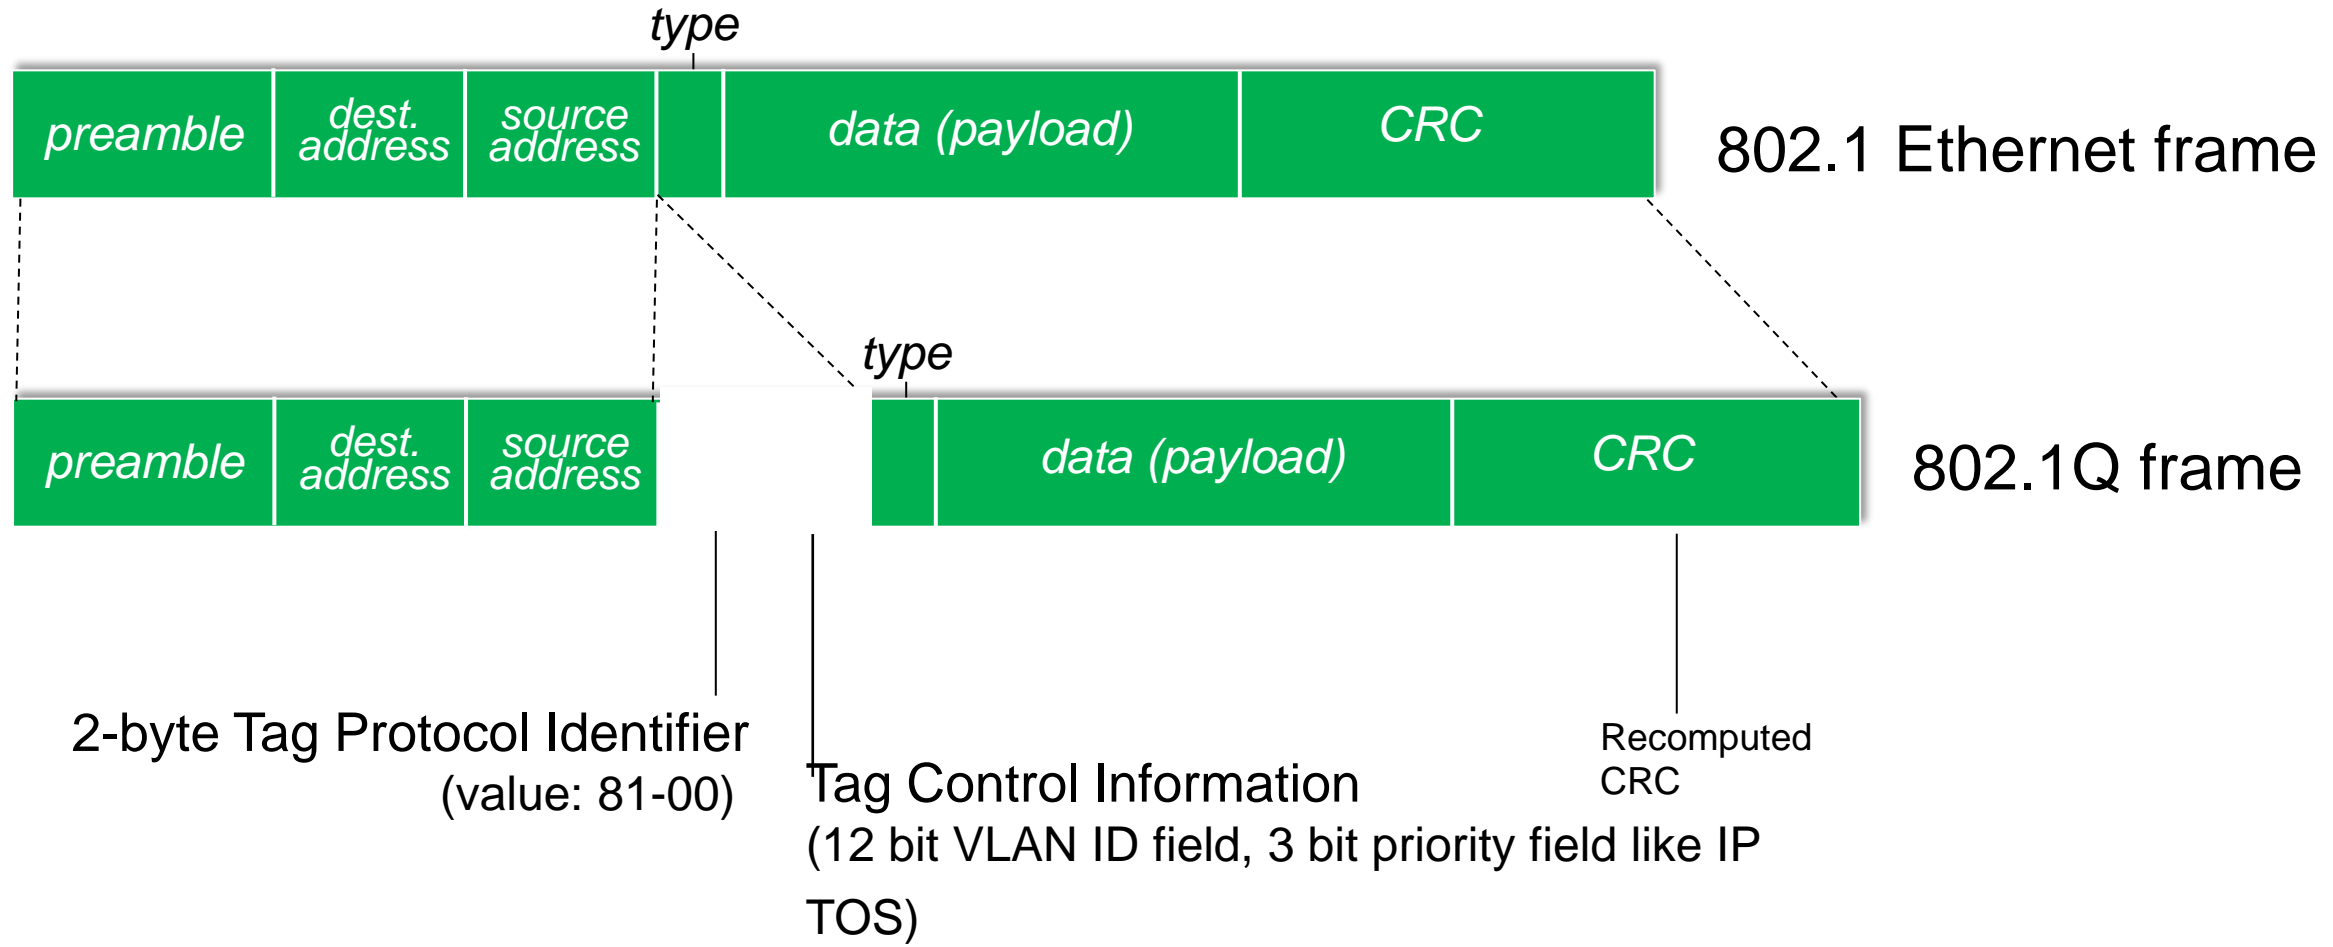 type
preamble
dest.
address
source
address
data (payload)
CRC
802.1 Ethernet frame
type
preamble
dest.
address
source
address
data (payload)
CRC
802.1Q frame
2-byte Tag Protocol Identifier
(value: 81-00)
Tag Control Information
(12 bit VLAN ID field, 3 bit priority field like IP
TOS)
Recomputed
CRC